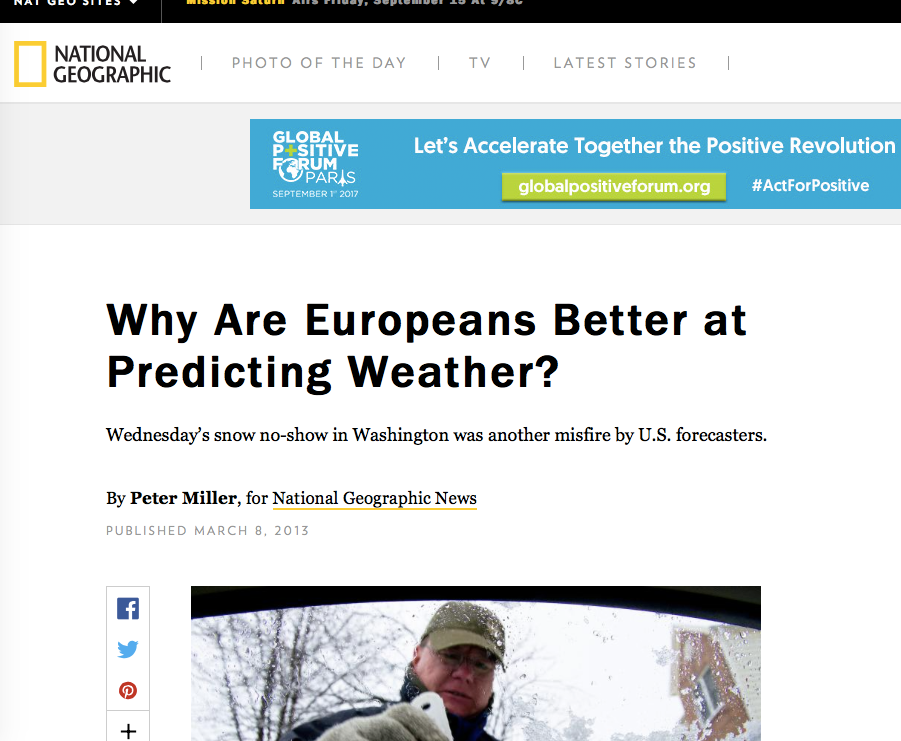 NAT GEO SITES
Mission Saturn Airs Friday, September 15 At 9/8c
NATIONAL
GEOGRAPHIC
PHOTO OF THE DAY
TV
LATEST STORIES
GLOBAL
P+SITIVE
FORUM
PARIS
SEPTEMBER 1ST 2017
Let's Accelerate Together the Positive Revolution
globalpositiveforum.org
#ActForPositive
Why Are Europeans Better at
Predicting Weather?
Wednesday's snow no-show in Washington was another misfire by U.S. forecasters.
By Peter Miller, for National Geographic News
PUBLISHED MARCH 8, 2013